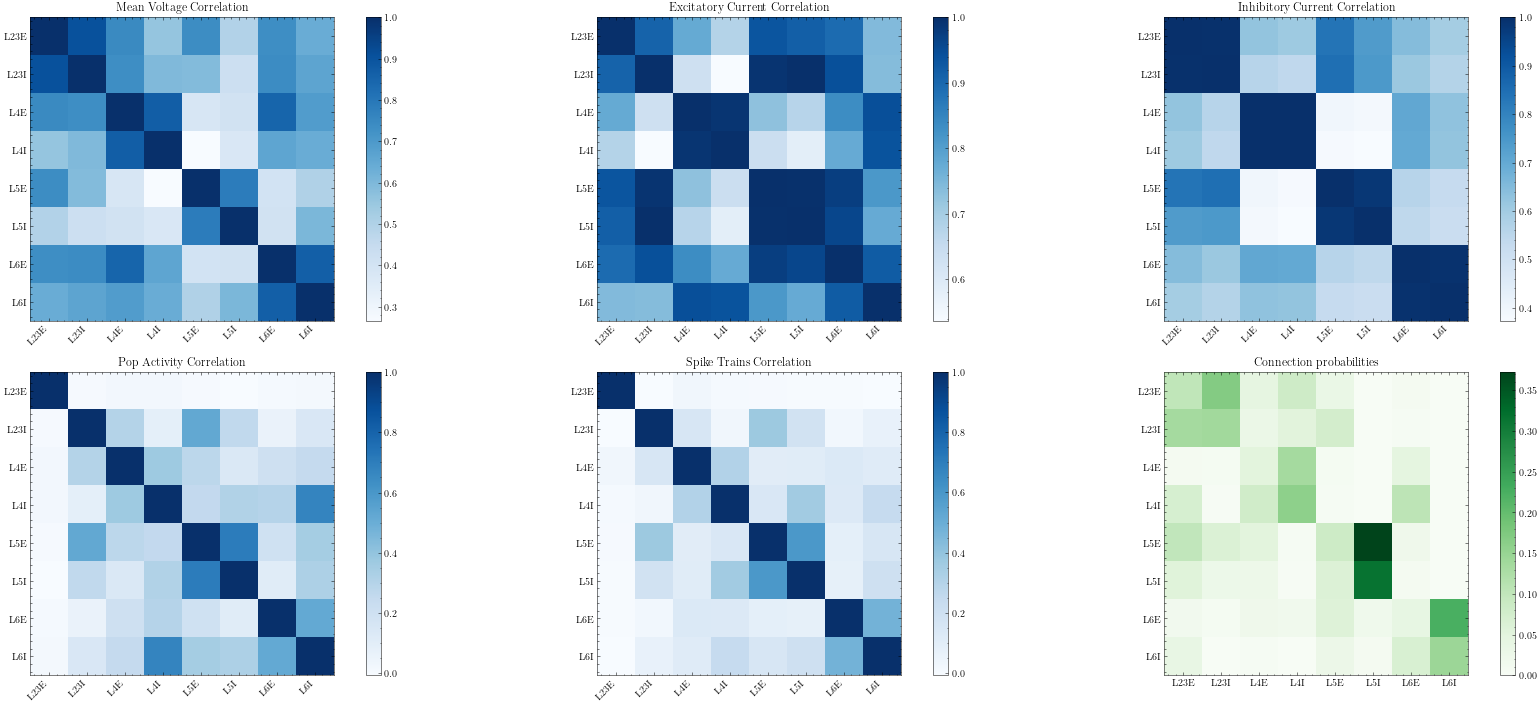 Mean Voltage Correlation
L23E
L23I
L4E
L4I
L5E
L5I
L6E
L6I
L23E L23I L4E L4I L5E L5I L6E L6I
1.0
0.9
0.8
0.7
0.6
0.5
0.4
0.3
Excitatory Current Correlation
L23E
L23I
L4E
L4I
L5E
L5I
L6E
L6I
L23E L23I L4E L4I L5E L5I L6E L6I
1.0
0.9
0.8
0.7
0.6
Inhibitory Current Correlation
L23E
L23I
L4E
L4I
L5E
L5I
L6E
L6I
L23E L23I L4E L4I L5E L5I L6E L6I
1.0
0.9
0.8
0.7
0.6
0.5
0.4
Pop Activity Correlation
L23E
L23I
L4E
L4I
L5E
L5I
L6E
L6I
L23E L23I L4E L4I L5E L5I L6E L6I
1.0
0.8
0.6
0.4
0.2
0.0
Spike Trains Correlation
L23E
L23I
L4E
L4I
L5E
L5I
L6E
L6I
L23E L23I L4E L4I L5E L5I L6E L6I
1.0
0.8
0.6
0.4
0.2
0.0
Connection probabilities
L23E
L23I
L4E
L4I
L5E
L5I
L6E
L6I
L23E L23I L4E L4I L5E L5I L6E L6I
0.35
0.30
0.25
0.20
0.15
0.10
0.05
0.00